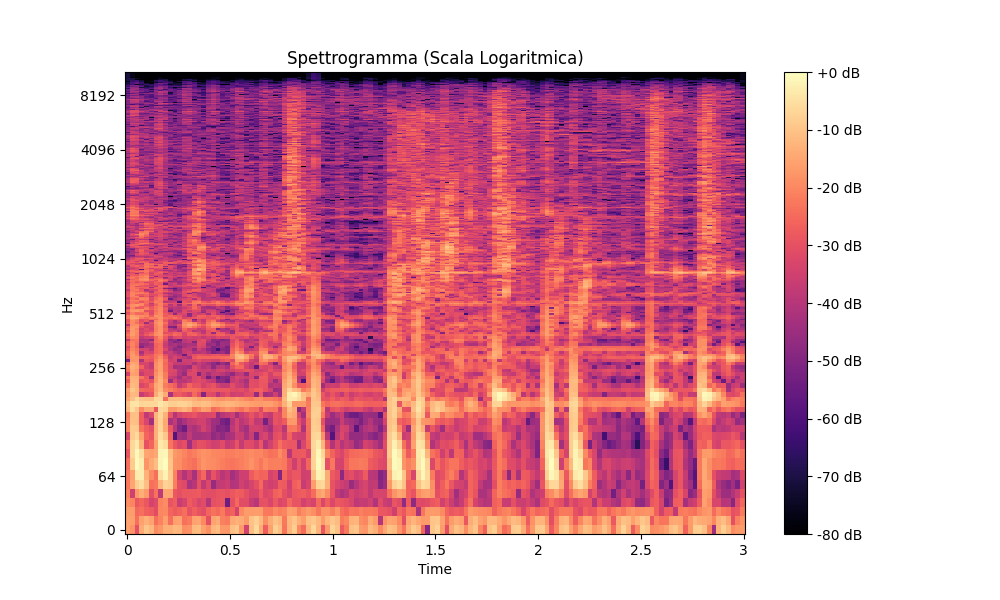 Spettrogramma (Scala Logaritmica)
Hz
8192
4096
2048
1024
512
256
128
64
0
0 0.5 1 1.5 2 2.5 3
Time
+0 dB
-10 dB
-20 dB
-30 dB
-40 dB
-50 dB
-60 dB
-70 dB
-80 dB